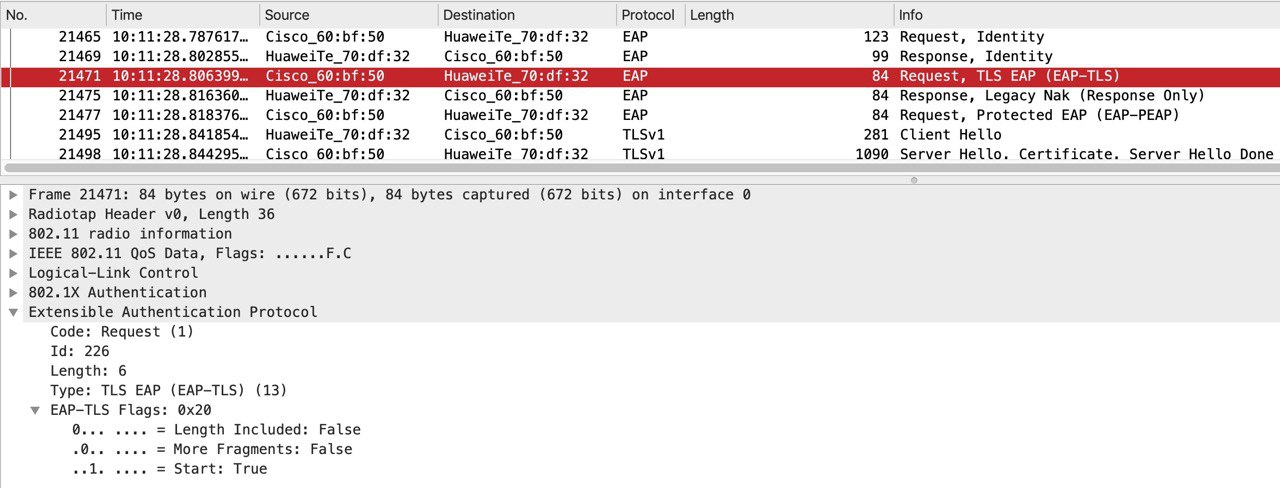 No. Time Source Destination Protocol Length Info
21465 10:11:28.787617… Cisco_60:bf:50 HuaweiTe_70:df:32 EAP 123 Request, Identity
21469 10:11:28.802855… HuaweiTe_70:df:32 Cisco_60:bf:50 EAP 99 Response, Identity
21471 10:11:28.806399… Cisco_60:bf:50 HuaweiTe_70:df:32 EAP 84 Request, TLS EAP (EAP-TLS)
21475 10:11:28.816360… HuaweiTe_70:df:32 Cisco_60:bf:50 EAP 84 Response, Legacy Nak (Response Only)
21477 10:11:28.818376… Cisco_60:bf:50 HuaweiTe_70:df:32 EAP 84 Request, Protected EAP (EAP-PEAP)
21495 10:11:28.841854… HuaweiTe_70:df:32 Cisco_60:bf:50 TLSv1 281 Client Hello
21498 10:11:28.844295… Cisco_60:bf:50 HuaweiTe_70:df:32 TLSv1 1090 Server Hello, Certificate, Server Hello Done
Frame 21471: 84 bytes on wire (672 bits), 84 bytes captured (672 bits) on interface 0
Radiotap Header v0, Length 36
802.11 radio information
IEEE 802.11 QoS Data, Flags: ......F.C
Logical-Link Control
802.1X Authentication
Extensible Authentication Protocol
Code: Request (1)
Id: 226
Length: 6
Type: TLS EAP (EAP-TLS) (13)
EAP-TLS Flags: 0x20
0... .... = Length Included: False
.0.. .... = More Fragments: False
..1. .... = Start: True